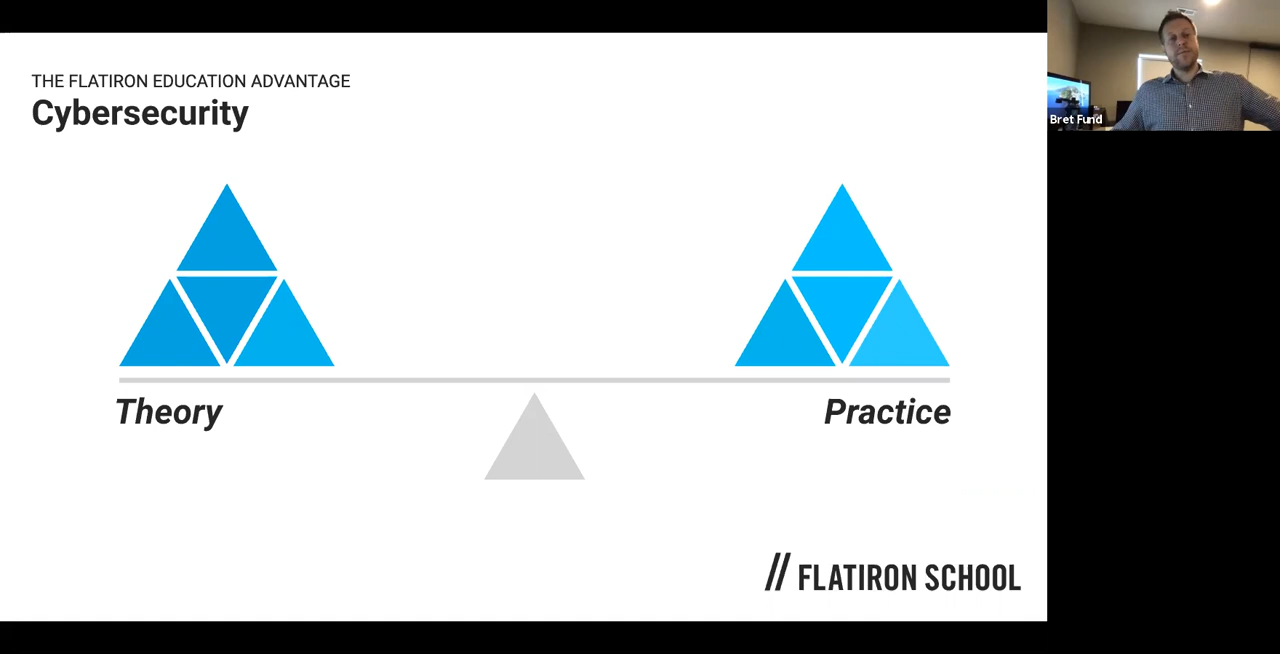 THE FLATIRON EDUCATION ADVANTAGE
Cybersecurity
Theory
Practice
// FLATIRON SCHOOL
Bret Fund